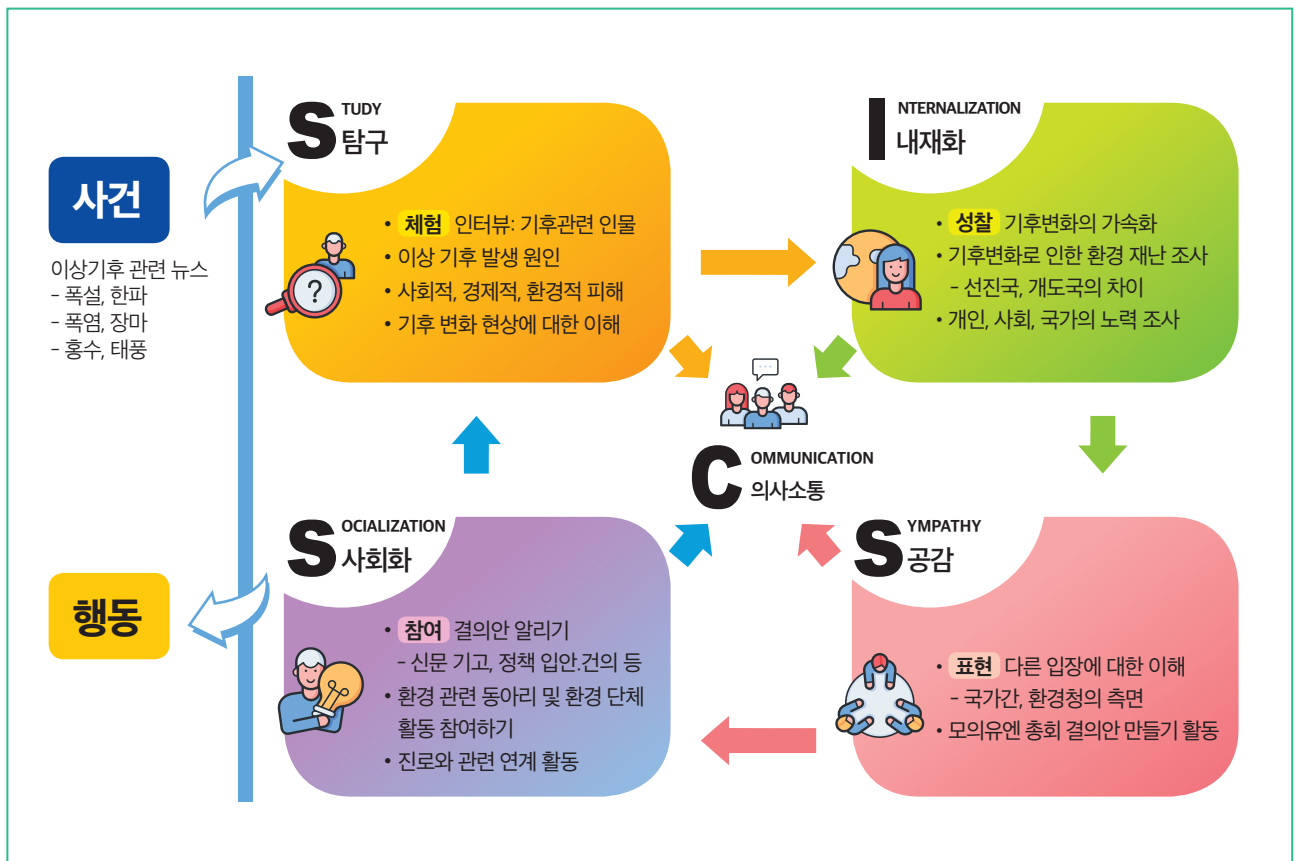 사건
이상기후 관련 뉴스
- 폭설, 한파
- 폭염, 장마
- 홍수, 태풍
STUDY
탐구
• 체험 인터뷰: 기후관련 인물
• 이상 기후 발생 원인
• 사회적, 경제적, 환경적 피해
• 기후 변화 현상에 대한 이해
?
INTERNALIZATION
내재화
• 성찰 기후변화의 가속화
• 기후변화로 인한 환경 재난 조사
- 선진국, 개도국의 차이
• 개인, 사회, 국가의 노력 조사
COMMUNICATION
의사소통
SYMPATHY
공감
• 표현 다른 입장에 대한 이해
- 국가간, 환경청의 측면
• 모의유엔 총회 결의안 만들기 활동
SOCIALIZATION
사회화
• 참여 결의안 알리기
- 신문 기고, 정책 입안.건의 등
• 환경 관련 동아리 및 환경 단체
활동 참여하기
• 진로와 관련 연계 활동
행동